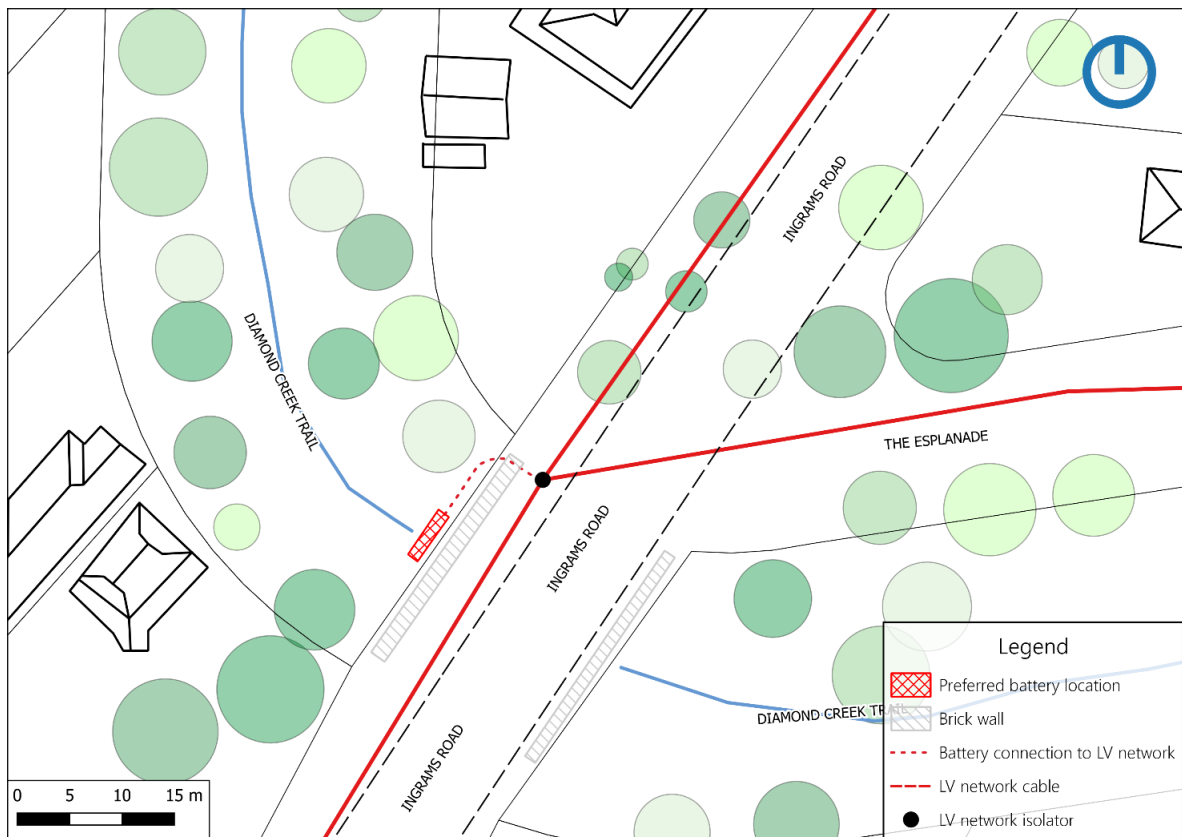 INGRAMS ROAD
DIAMOND CREEK TRAIL
THE ESPLANADE
INGRAMS ROAD
DIAMOND CREEK TRAIL
INGRAMS ROAD
Legend
Preferred battery location
Brick wall
Battery connection to LV network
LV network cable
LV network isolator
0 5 10 15 m